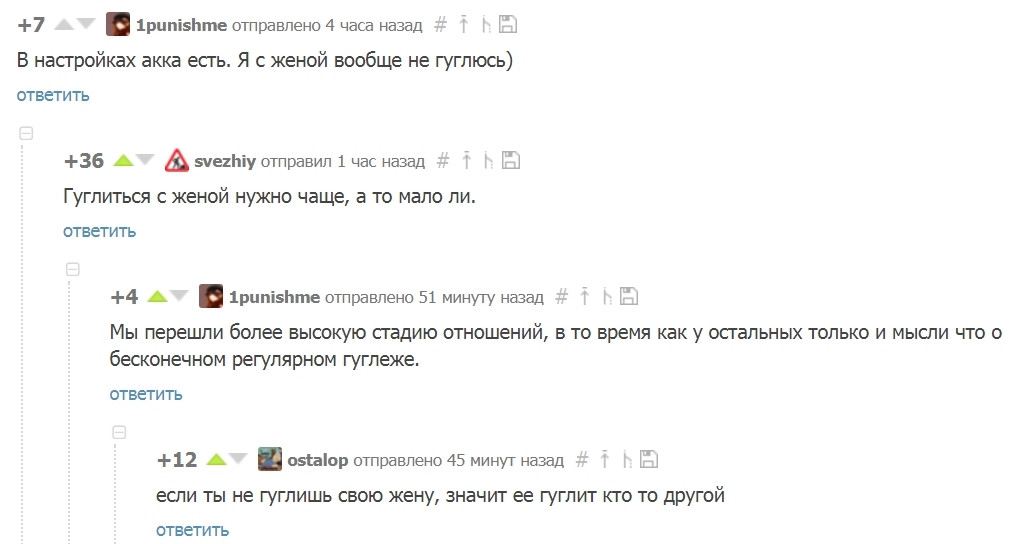 +7 1punishme отправлено 4 часа назад #
В настройках акка есть. Я с женой вообще не гуглюсь)
ответить
+36 svezhiy отправил 1 час назад #
Гуглиться с женой нужно чаще, а то мало ли.
ответить
+4 1punishme отправлено 51 минуту назад #
Мы перешли более высокую стадию отношений, в то время как у остальных только и мысли что о
бесконечном регулярном гуглеже.
ответить
+12 ostalop отправлено 45 минут назад #
если ты не гуглишь свою жену, значит ее гуглит кто то другой
ответить